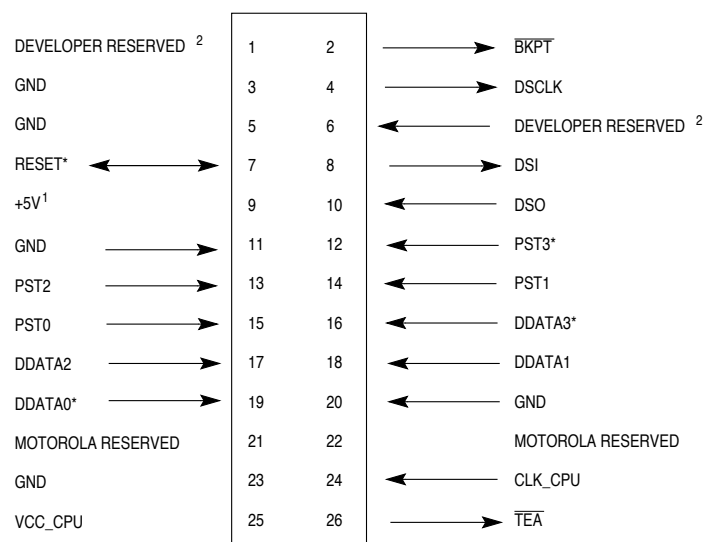 DEVELOPER RESERVED 2 1 2 BKPT
GND 3 4 DSCLK
GND 5 6 DEVELOPER RESERVED 2
RESET* 7 8 DSI
+5V1 9 10 DSO
GND 11 12 PST3*
PST2 13 14 PST1
PST0 15 16 DDATA3*
DDATA2 17 18 DDATA1
DDATA0* 19 20 GND
MOTOROLA RESERVED 21 22 MOTOROLA RESERVED
GND 23 24 CLK_CPU
VCC_CPU 25 26 TEA